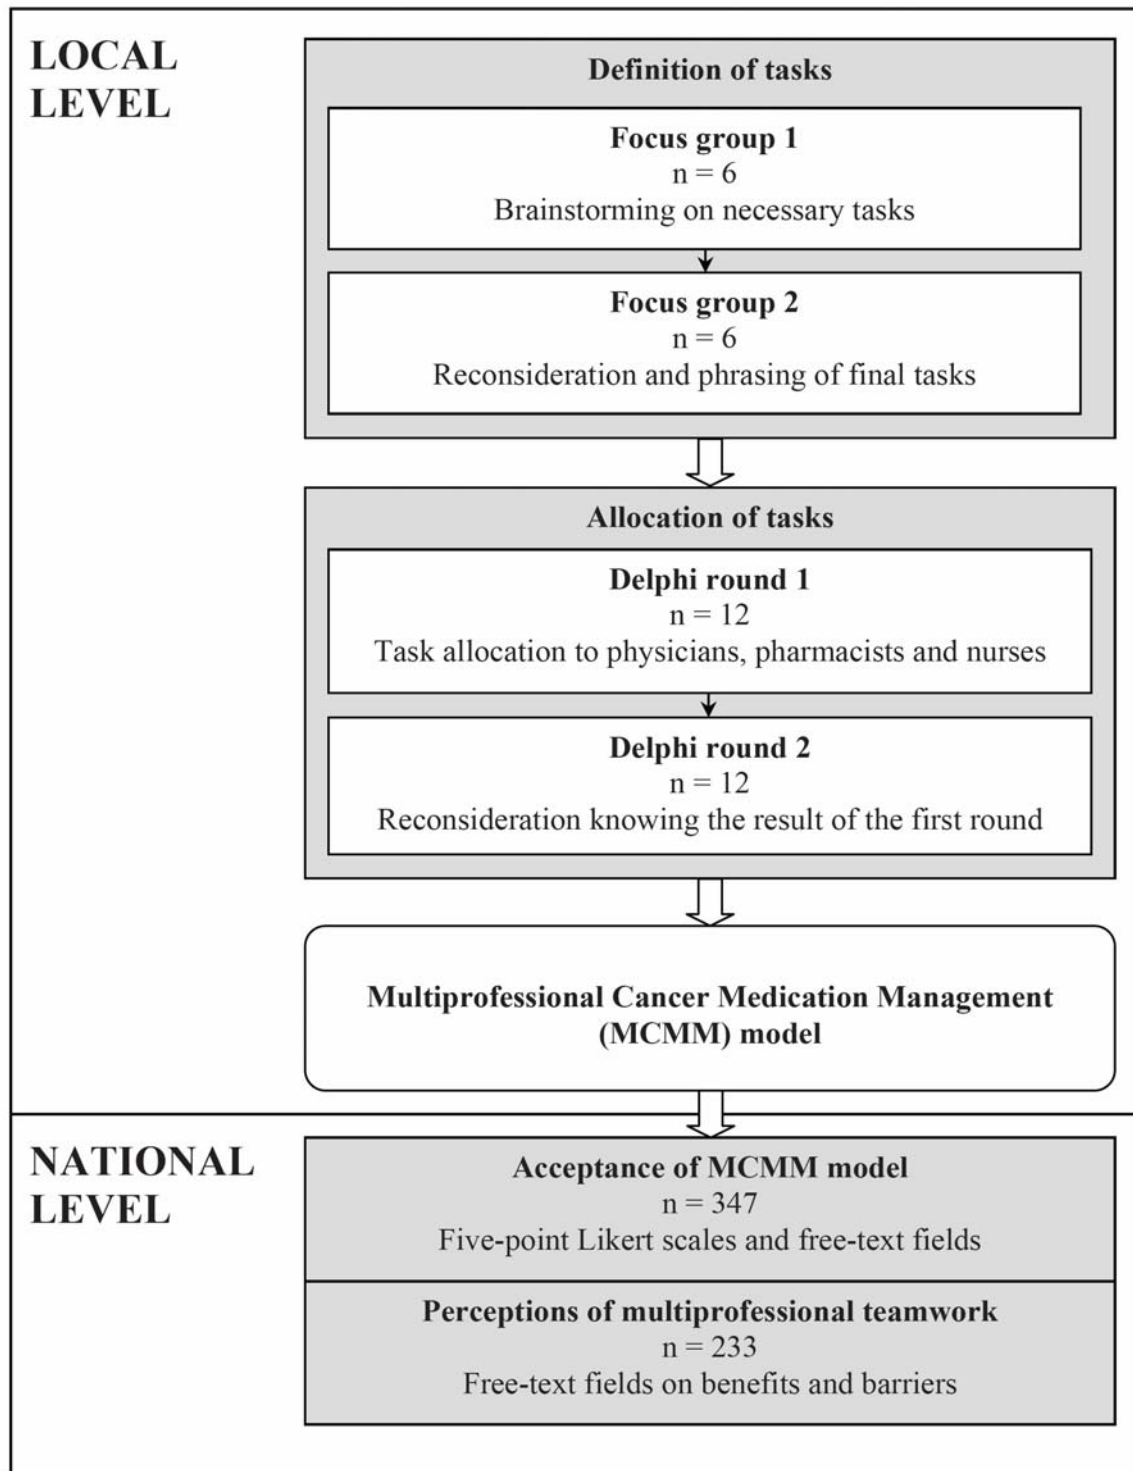 LOCAL
LEVEL
Definition of tasks
Focus group 1
n = 6
Brainstorming on necessary tasks
Focus group 2
n = 6
Reconsideration and phrasing of final tasks
Allocation of tasks
Delphi round 1
n = 12
Task allocation to physicians, pharmacists and nurses
Delphi round 2
n = 12
Reconsideration knowing the result of the first round
Multiprofessional Cancer Medication Management
(MCMM) model
NATIONAL
LEVEL
Acceptance of MCMM model
n = 347
Five-point Likert scales and free-text fields
Perceptions of multiprofessional teamwork
n = 233
Free-text fields on benefits and barriers